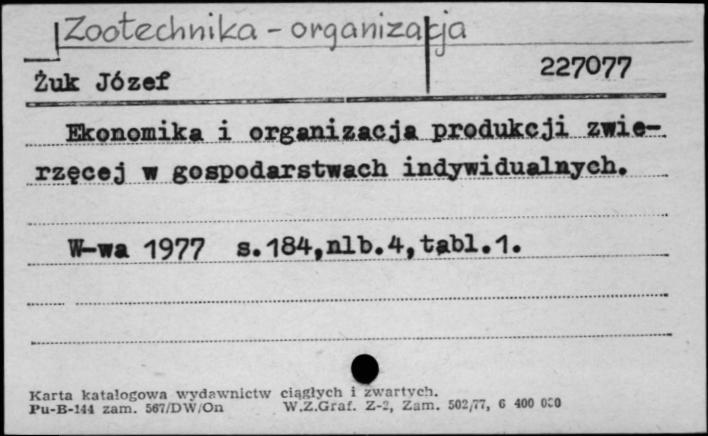 Zootechnika - organizacja
Żuk Józef 227077
Ekonomika i organizacja produkcji zwie-
rzęcej w gospodarstwach indywidualnych.
W-wa 1977 s.184,nlb.4,tabl.1.
Karta katalogowa wydawnictw ciągłych i zwartych.
Pu-B-144 zam. 567/DW/On W.Z.Graf. Z-2, Zam. 502/77, 6 400 000